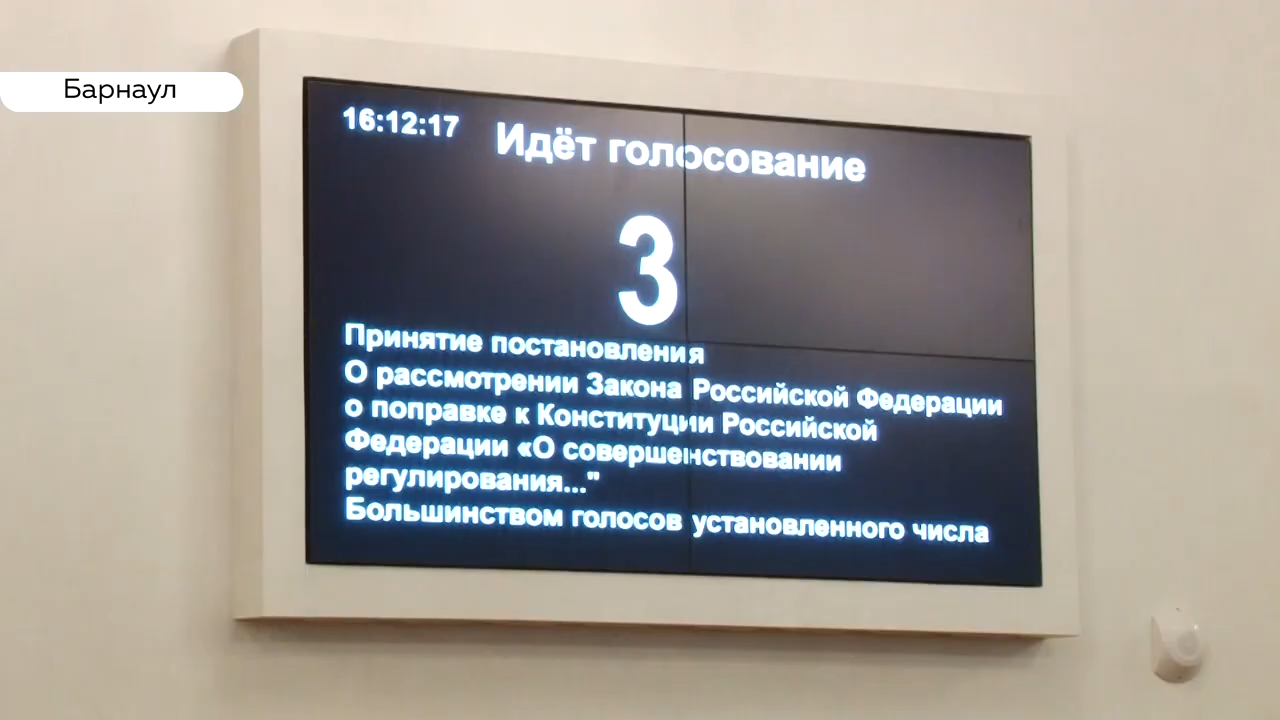 Барнаул
16:12:17 Идёт голосование
3
Принятие постановления
О рассмотрении Закона Российской Федерации
о поправке к Конституции Российской
Федерации «О совершенствовании
регулирования..."
Большинством голосов установленного числа